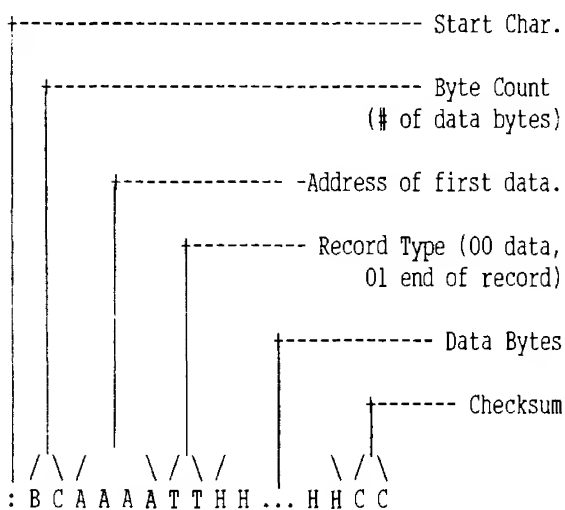 Start Char.
Byte Count
(# of data bytes)
-Address of first data.
Record Type (00 data,
01 end of record)
Data Bytes
Checksum
: B C A A A A T T H H ... H H C C